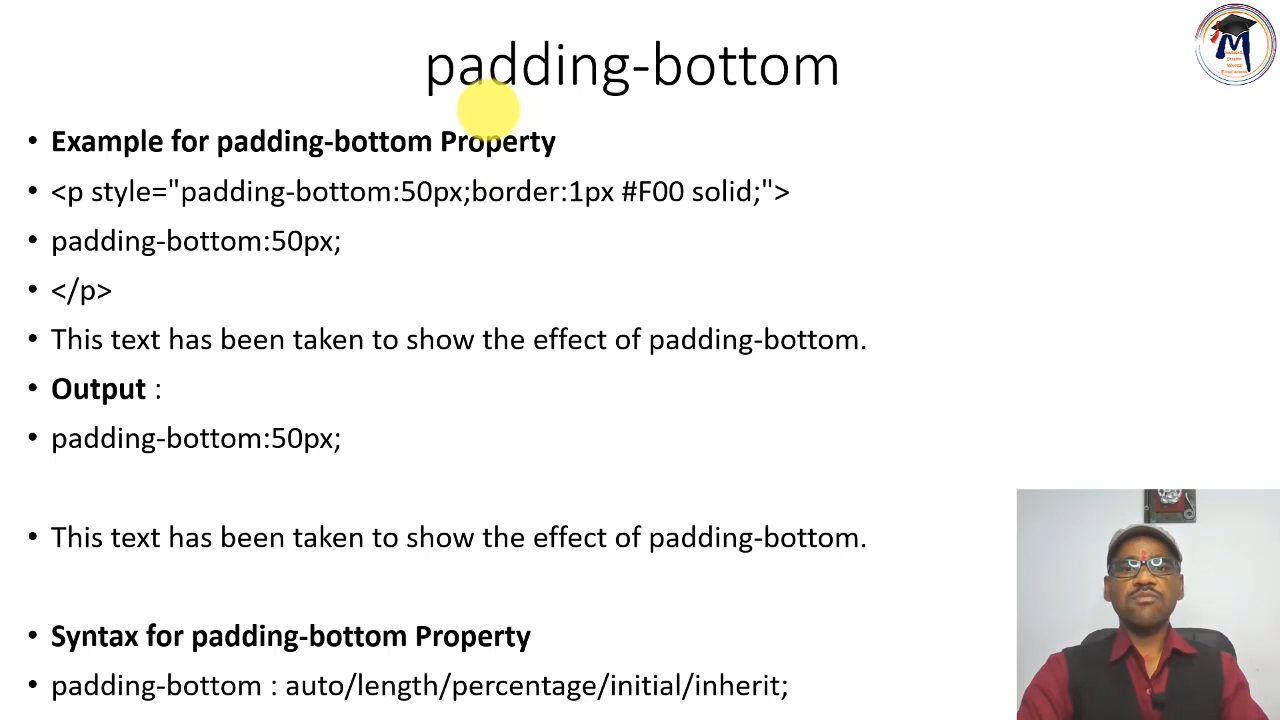 padding-bottom
• Example for padding-bottom Property
• <p style="padding-bottom:50px;border:1px #F00 solid;">
• padding-bottom:50px;
• </p>
• This text has been taken to show the effect of padding-bottom.
• Output :
• padding-bottom:50px;
• This text has been taken to show the effect of padding-bottom.
• Syntax for padding-bottom Property
• padding-bottom : auto/length/percentage/initial/inherit;
M